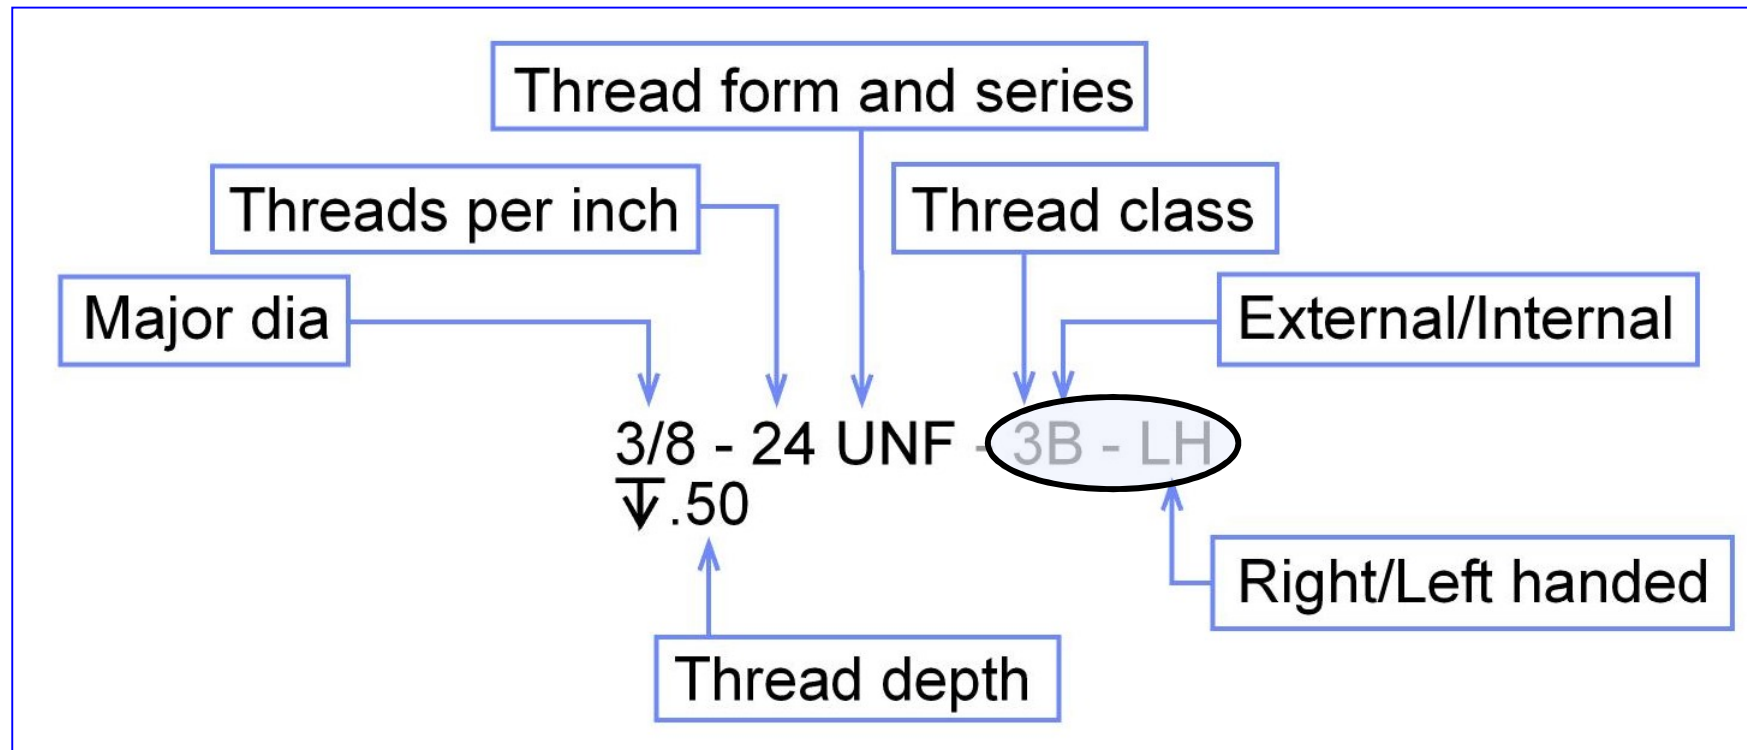 Thread form and series
Threads per inch
Thread class
Major dia
External/Internal
3/8 - 24 UNF - 3B - LH
↧.50
Right/Left handed
Thread depth